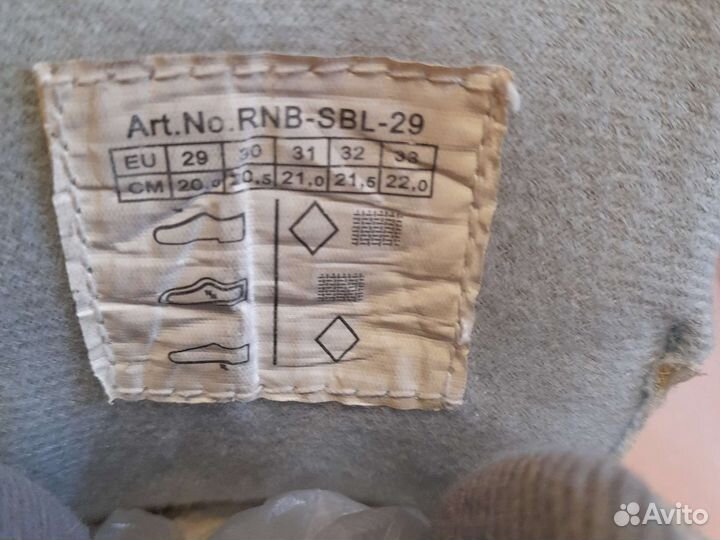 Art.No.RNB-SBL-29
EU 29 30 31 32 33
CM 20,0 20,5 21,0 21,5 22,0
Avito